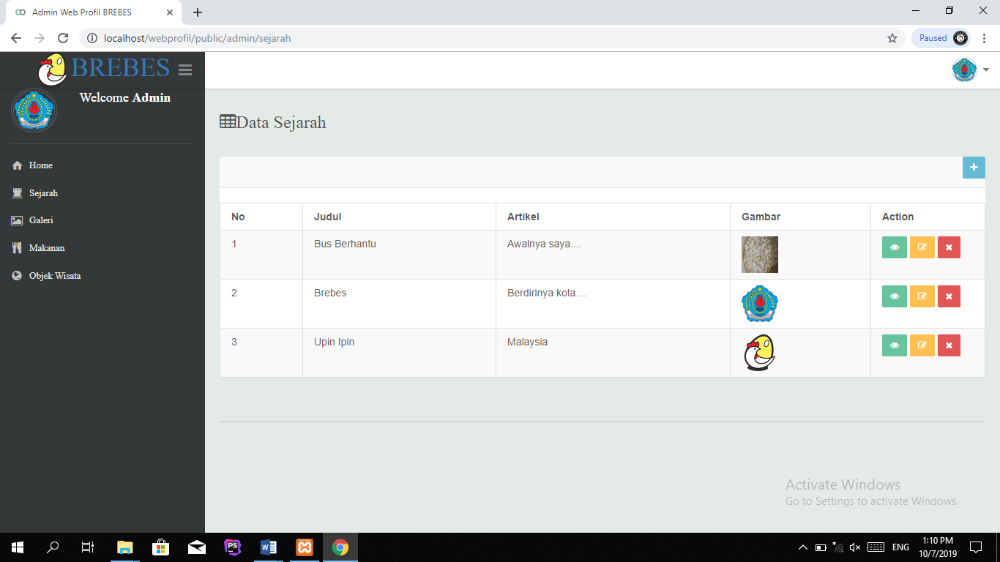 Admin Web Profil BREBES
localhost/webprofil/public/admin/sejarah
Paused
BREBES
Welcome Admin
Home
Sejarah
Galeri
Makanan
Objek Wisata
Data Sejarah
No Judul Artikel Gambar Action
1 Bus Berhantu Awalnya saya....
2 Brebes Berdirinya kota....
3 Upin Ipin Malaysia
Activate Windows
Go to Settings to activate Windows.
PS
W
ENG
1:10 PM
10/7/2019